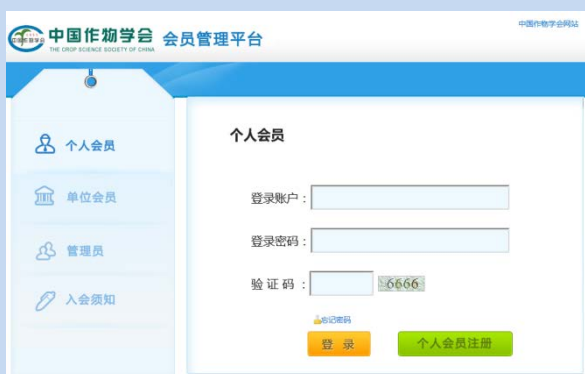 中国作物学会 会员管理平台
THE CROP SCIENCE SOCIETY OF CHINA
中国作物学会网站
个人会员
单位会员
管理员
入会须知
个人会员
登录账户：
登录密码：
验 证 码 ： 6666
忘记密码
登 录 个人会员注册